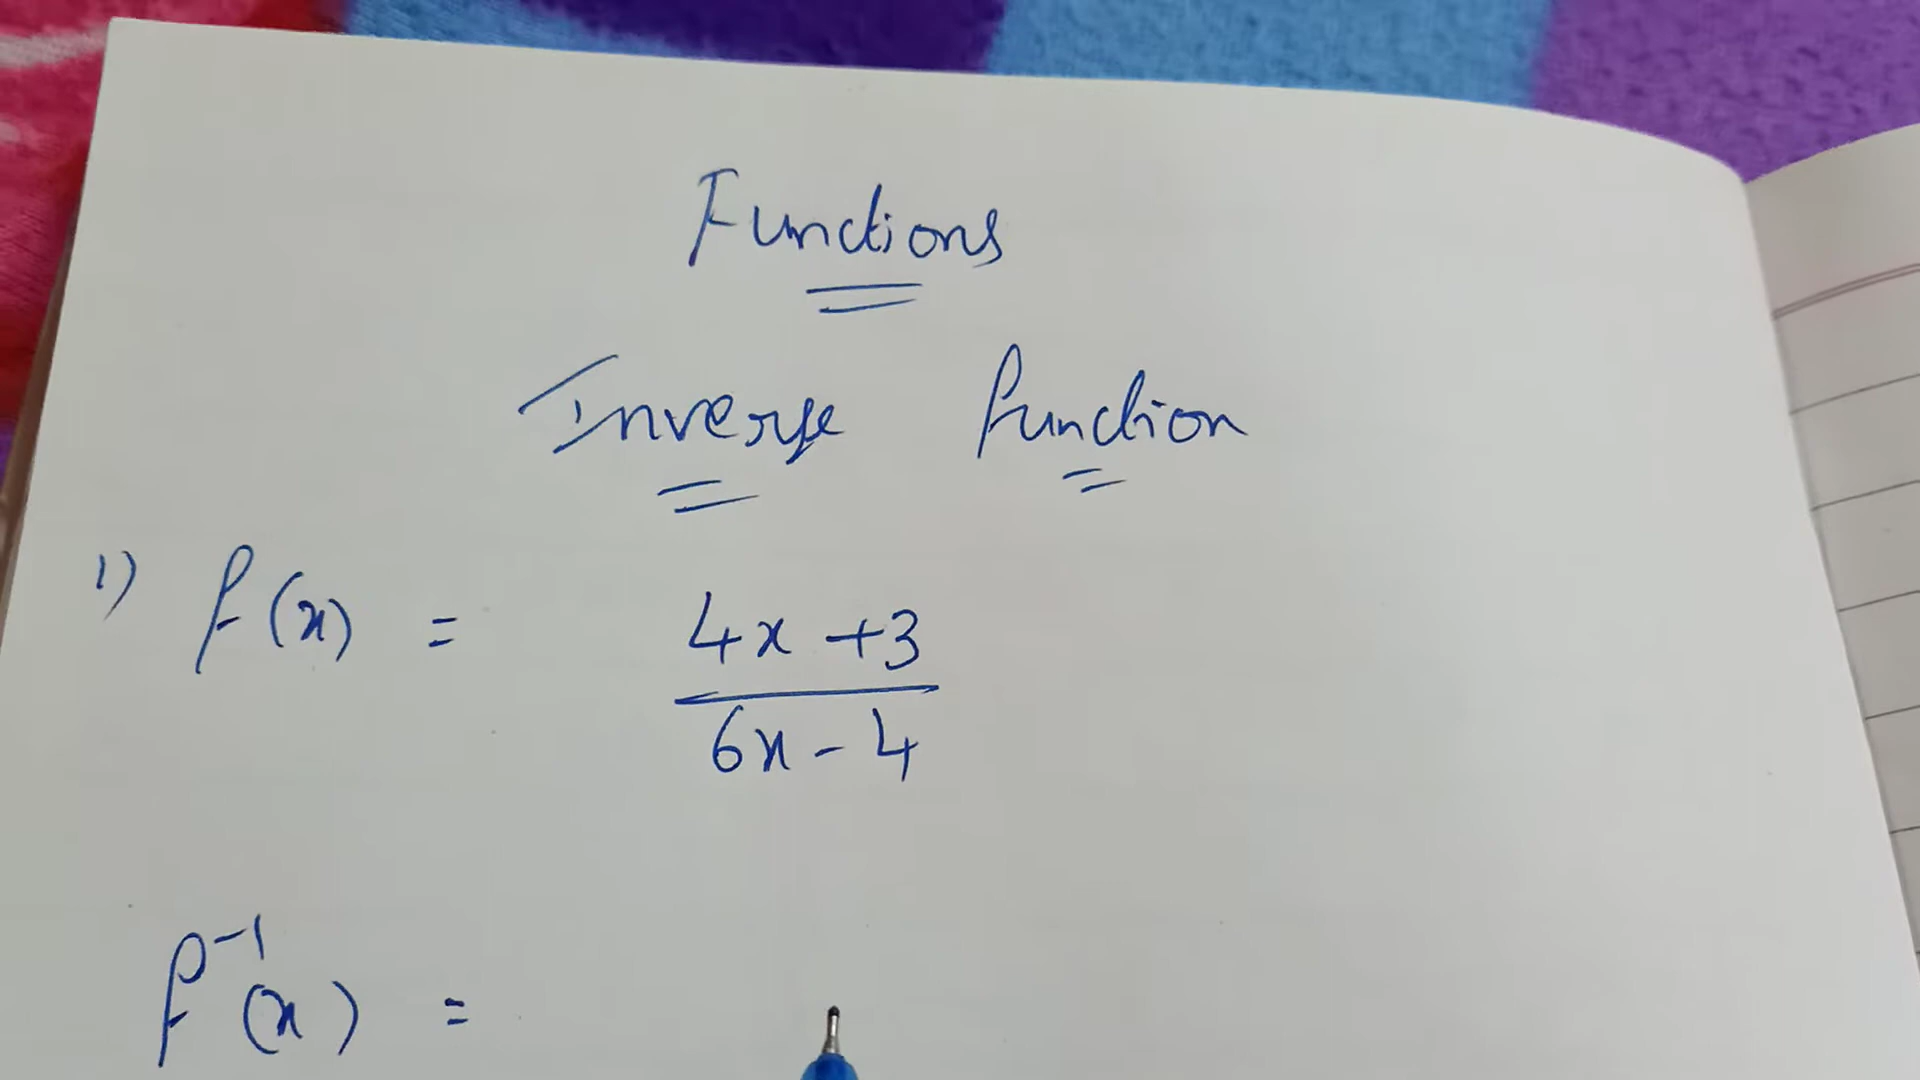 Functions
Inverse function
1) f(x) = 4x + 3
6x - 4
f⁻¹(x) =